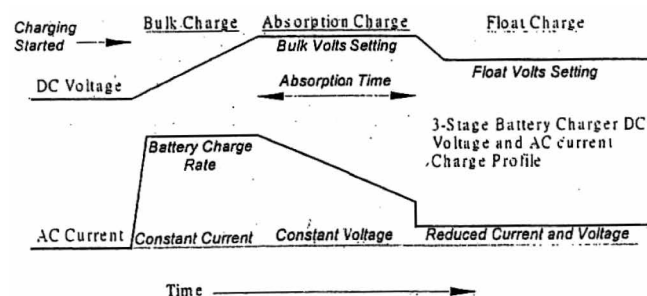 Charging Started
Bulk Charge
Absorption Charge
Float Charge
Bulk Volts Setting
DC Voltage
Absorption Time
Float Volts Setting
3-Stage Battery Charger DC
Voltage and AC current
Charge Profile
Battery Charge
Rate
AC Current
Constant Current
Constant Voltage
Reduced Current and Voltage
Time